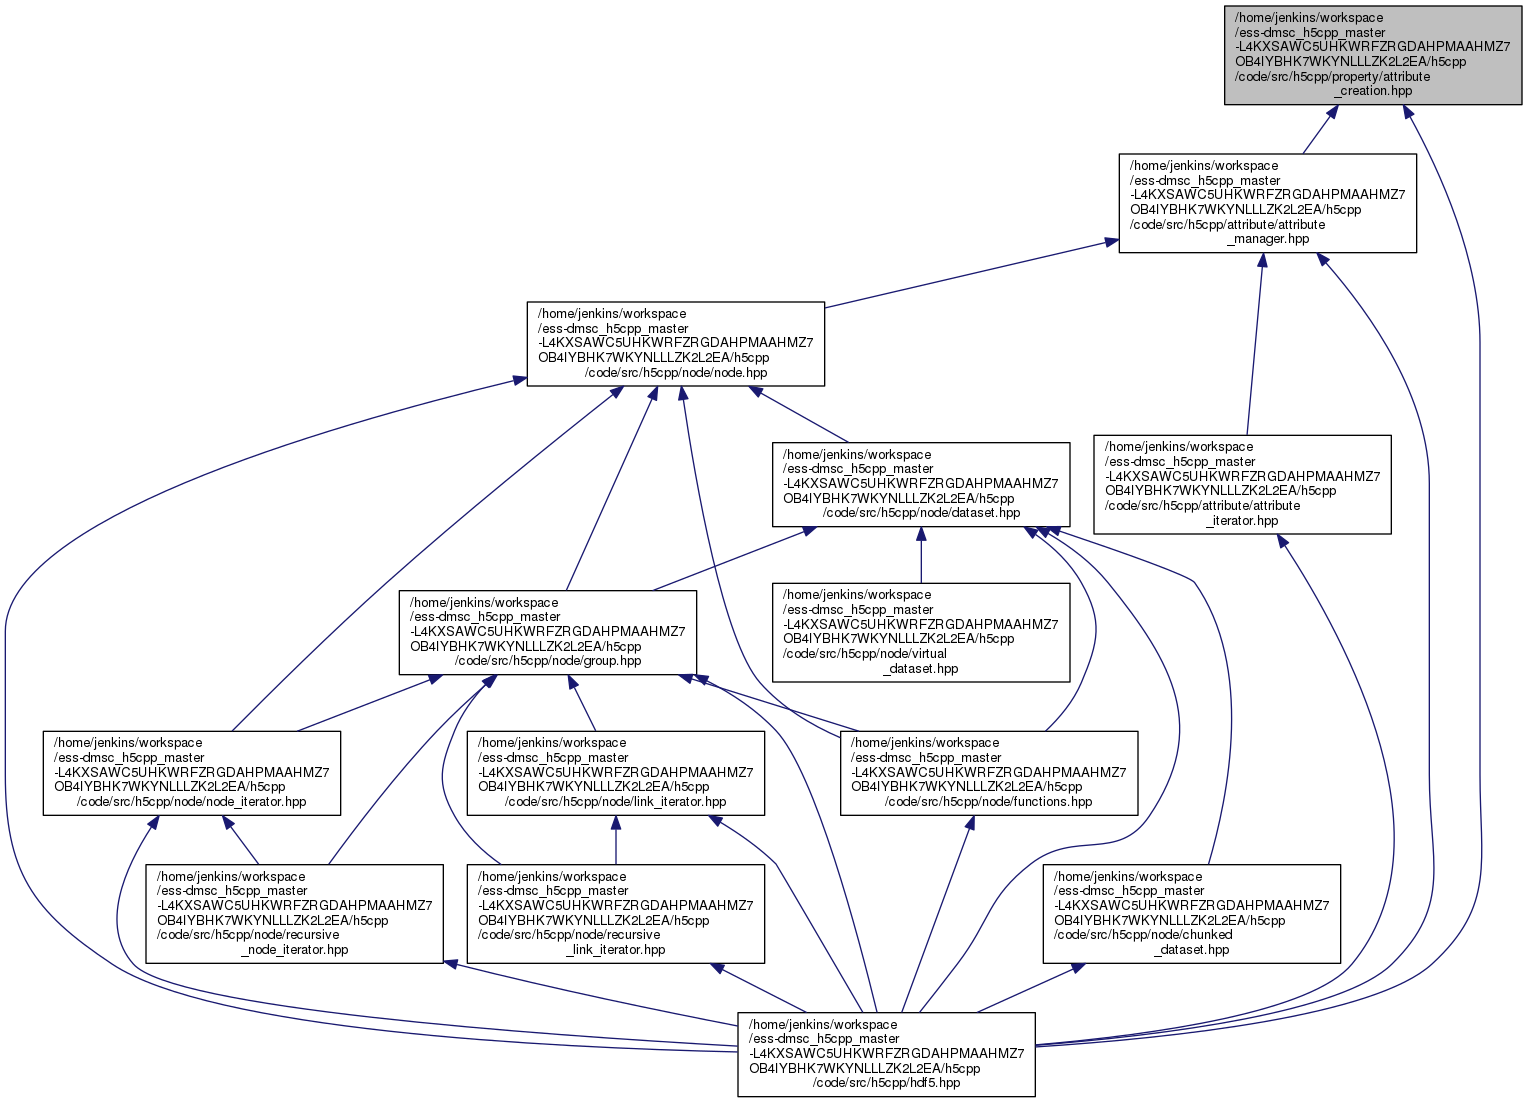 /home/jenkins/workspace
/ess-dmsc_h5cpp_master
-L4KXSAWC5UHKWRFZRGDAHPMAAHMZ7
OB4IYBHK7WKYNLLLZK2L2EA/h5cpp
/code/src/h5cpp/property/attribute
_creation.hpp
/home/jenkins/workspace
/ess-dmsc_h5cpp_master
-L4KXSAWC5UHKWRFZRGDAHPMAAHMZ7
OB4IYBHK7WKYNLLLZK2L2EA/h5cpp
/code/src/h5cpp/attribute/attribute
_manager.hpp
/home/jenkins/workspace
/ess-dmsc_h5cpp_master
-L4KXSAWC5UHKWRFZRGDAHPMAAHMZ7
OB4IYBHK7WKYNLLLZK2L2EA/h5cpp
/code/src/h5cpp/node/node.hpp
/home/jenkins/workspace
/ess-dmsc_h5cpp_master
-L4KXSAWC5UHKWRFZRGDAHPMAAHMZ7
OB4IYBHK7WKYNLLLZK2L2EA/h5cpp
/code/src/h5cpp/node/dataset.hpp
/home/jenkins/workspace
/ess-dmsc_h5cpp_master
-L4KXSAWC5UHKWRFZRGDAHPMAAHMZ7
OB4IYBHK7WKYNLLLZK2L2EA/h5cpp
/code/src/h5cpp/attribute/attribute
_iterator.hpp
/home/jenkins/workspace
/ess-dmsc_h5cpp_master
-L4KXSAWC5UHKWRFZRGDAHPMAAHMZ7
OB4IYBHK7WKYNLLLZK2L2EA/h5cpp
/code/src/h5cpp/node/group.hpp
/home/jenkins/workspace
/ess-dmsc_h5cpp_master
-L4KXSAWC5UHKWRFZRGDAHPMAAHMZ7
OB4IYBHK7WKYNLLLZK2L2EA/h5cpp
/code/src/h5cpp/node/virtual
_dataset.hpp
/home/jenkins/workspace
/ess-dmsc_h5cpp_master
-L4KXSAWC5UHKWRFZRGDAHPMAAHMZ7
OB4IYBHK7WKYNLLLZK2L2EA/h5cpp
/code/src/h5cpp/node/node_iterator.hpp
/home/jenkins/workspace
/ess-dmsc_h5cpp_master
-L4KXSAWC5UHKWRFZRGDAHPMAAHMZ7
OB4IYBHK7WKYNLLLZK2L2EA/h5cpp
/code/src/h5cpp/node/link_iterator.hpp
/home/jenkins/workspace
/ess-dmsc_h5cpp_master
-L4KXSAWC5UHKWRFZRGDAHPMAAHMZ7
OB4IYBHK7WKYNLLLZK2L2EA/h5cpp
/code/src/h5cpp/node/functions.hpp
/home/jenkins/workspace
/ess-dmsc_h5cpp_master
-L4KXSAWC5UHKWRFZRGDAHPMAAHMZ7
OB4IYBHK7WKYNLLLZK2L2EA/h5cpp
/code/src/h5cpp/node/recursive
_node_iterator.hpp
/home/jenkins/workspace
/ess-dmsc_h5cpp_master
-L4KXSAWC5UHKWRFZRGDAHPMAAHMZ7
OB4IYBHK7WKYNLLLZK2L2EA/h5cpp
/code/src/h5cpp/node/recursive
_link_iterator.hpp
/home/jenkins/workspace
/ess-dmsc_h5cpp_master
-L4KXSAWC5UHKWRFZRGDAHPMAAHMZ7
OB4IYBHK7WKYNLLLZK2L2EA/h5cpp
/code/src/h5cpp/node/chunked
_dataset.hpp
/home/jenkins/workspace
/ess-dmsc_h5cpp_master
-L4KXSAWC5UHKWRFZRGDAHPMAAHMZ7
OB4IYBHK7WKYNLLLZK2L2EA/h5cpp
/code/src/h5cpp/hdf5.hpp